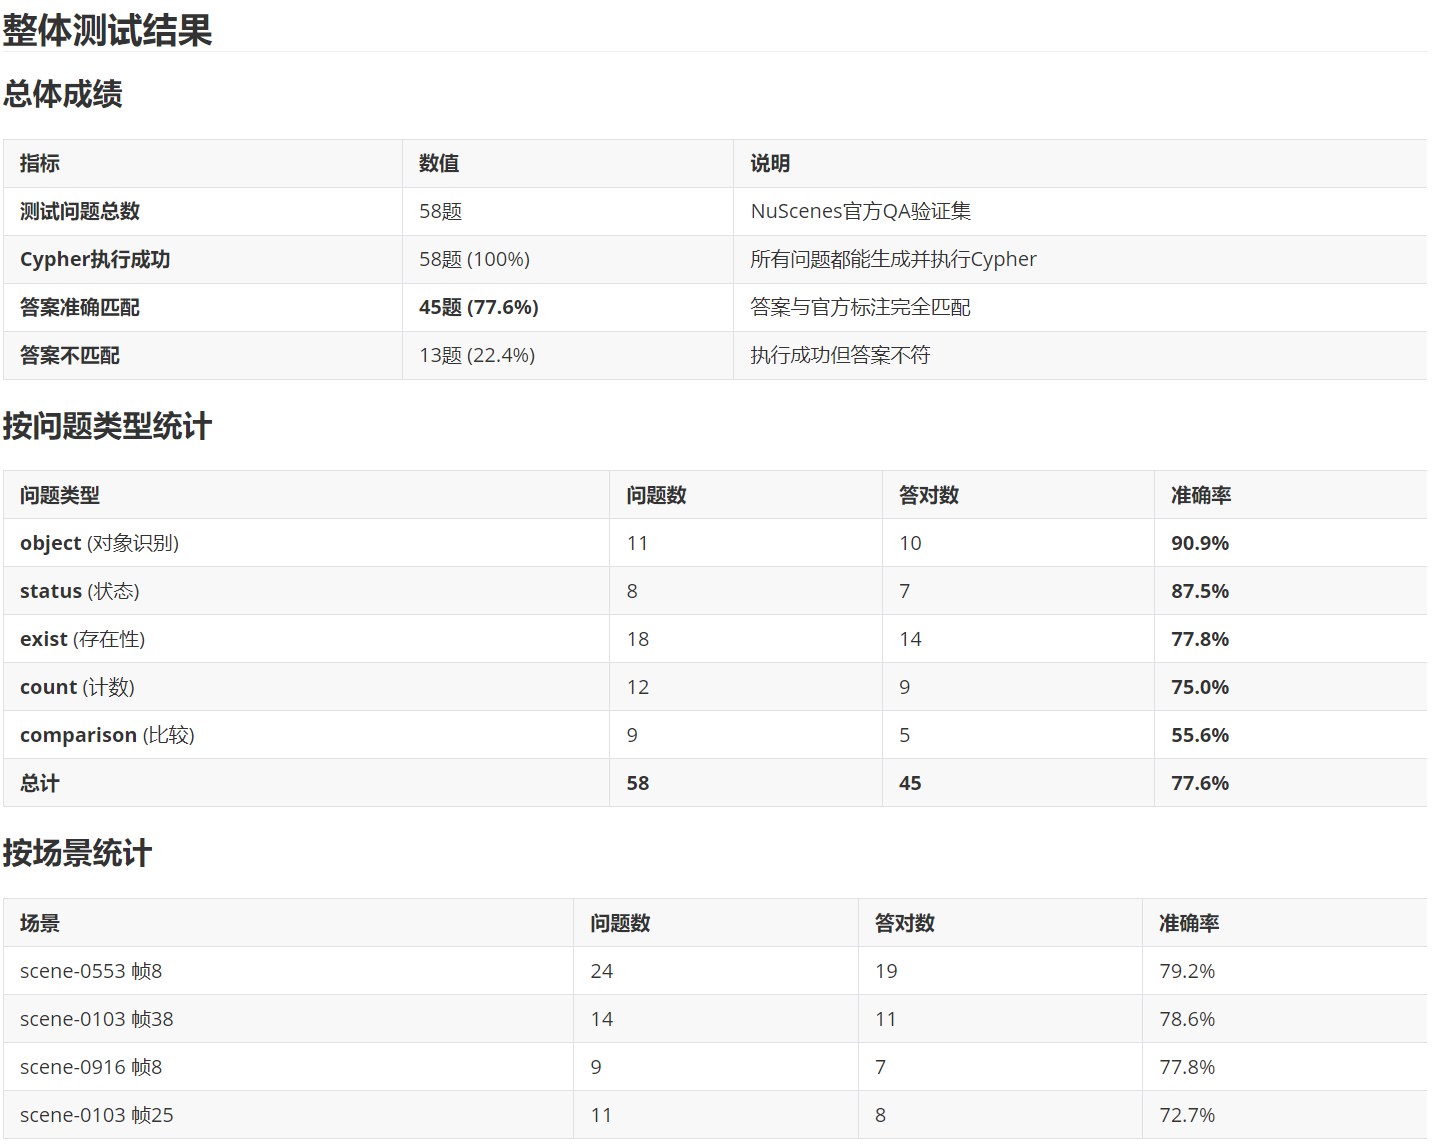 整体测试结果
总体成绩
指标 数值 说明
测试问题总数 58题 NuScenes官方QA验证集
Cypher执行成功 58题 (100%) 所有问题都能生成并执行Cypher
答案准确匹配 45题 (77.6%) 答案与官方标注完全匹配
答案不匹配 13题 (22.4%) 执行成功但答案不符
按问题类型统计
问题类型 问题数 答对数 准确率
object (对象识别) 11 10 90.9%
status (状态) 8 7 87.5%
exist (存在性) 18 14 77.8%
count (计数) 12 9 75.0%
comparison (比较) 9 5 55.6%
总计 58 45 77.6%
按场景统计
场景 问题数 答对数 准确率
scene-0553 帧8 24 19 79.2%
scene-0103 帧38 14 11 78.6%
scene-0916 帧8 9 7 77.8%
scene-0103 帧25 11 8 72.7%